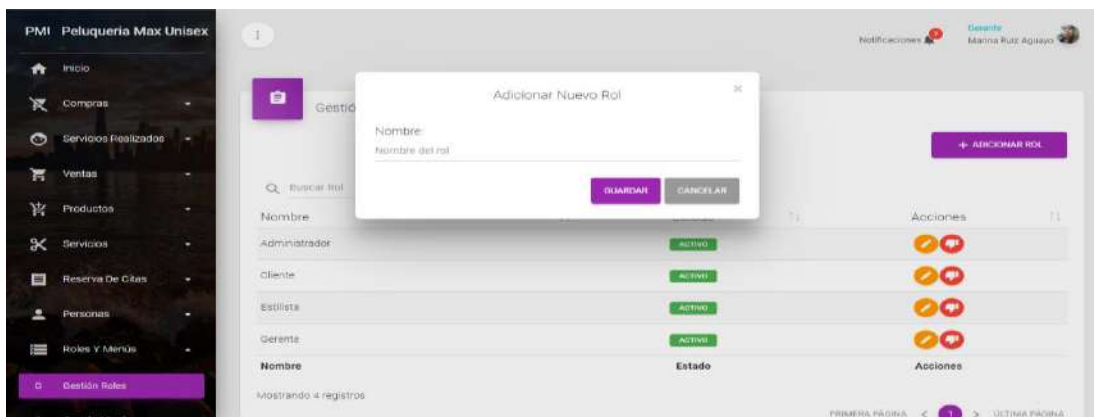 PMI Peluqueria Max Unisex
Inicio
Compras
Servicios Realizados
Ventas
Productos
Servicios
Reserva De Citas
Personas
Roles Y Menús
G Gestión Roles
Notificaciones
Gerente
Marina Ruiz Aguayo
Gestió
Adicionar Nuevo Rol
×
Nombre:
Nombre del rol
GUARDAR
CANCELAR
+ ADICIONAR ROL
Buscar Rol
Nombre
Acciones
Administrador ACTIVO
Cliente ACTIVO
Estilista ACTIVO
Gerente ACTIVO
Nombre Estado Acciones
Mostrando 4 registros
PRIMERA PÁGINA < 1 > ÚLTIMA PÁGINA